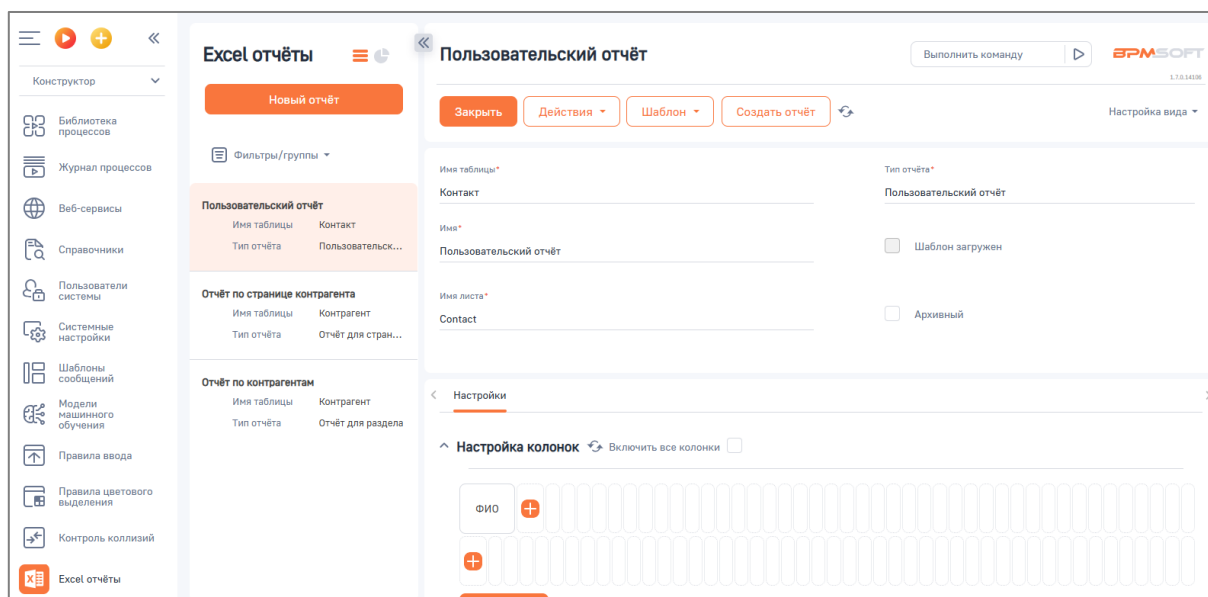 Конструктор
Библиотека
процессов
Журнал процессов
Веб-сервисы
Справочники
Пользователи
системы
Системные
настройки
Шаблоны
сообщений
Модели
машинного
обучения
Правила ввода
Правила цветового
выделения
Контроль коллизий
Excel отчёты
Excel отчёты
Новый отчёт
Фильтры/группы
Пользовательский отчёт
Имя таблицы Контакт
Тип отчёта Пользовательск...
Отчёт по странице контрагента
Имя таблицы Контрагент
Тип отчёта Отчёт для стран...
Отчёт по контрагентам
Имя таблицы Контрагент
Тип отчёта Отчёт для раздела
Пользовательский отчёт
Выполнить команду
BPMSOFT
1.7.0.14108
Закрыть Действия Шаблон Создать отчёт
Настройка вида
Имя таблицы*
Контакт
Тип отчёта*
Пользовательский отчёт
Имя*
Пользовательский отчёт
Шаблон загружен
Имя листа*
Contact
Архивный
Настройки
Настройка колонок Включить все колонки
ФИО